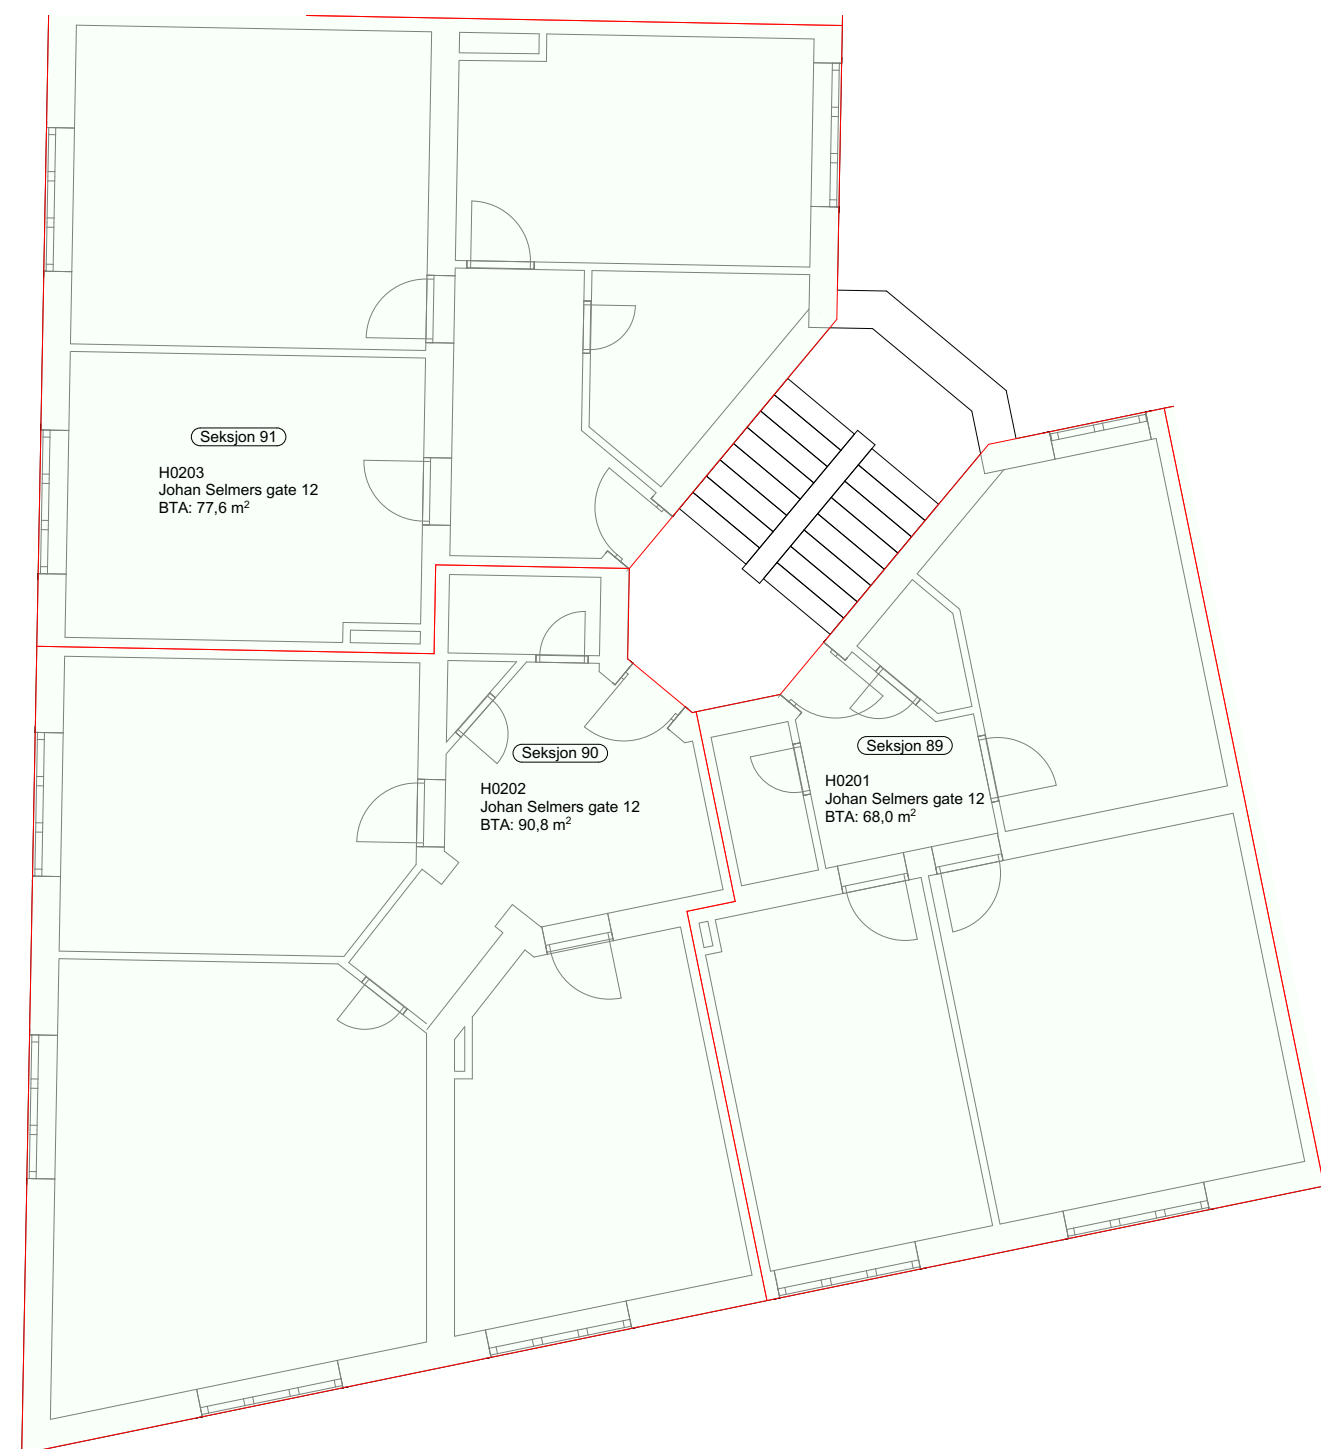 Seksjon 91
H0203
Johan Selmers gate 12
BTA: 77,6 m²
Seksjon 90
H0202
Johan Selmers gate 12
BTA: 90,8 m²
Seksjon 89
H0201
Johan Selmers gate 12
BTA: 68,0 m²